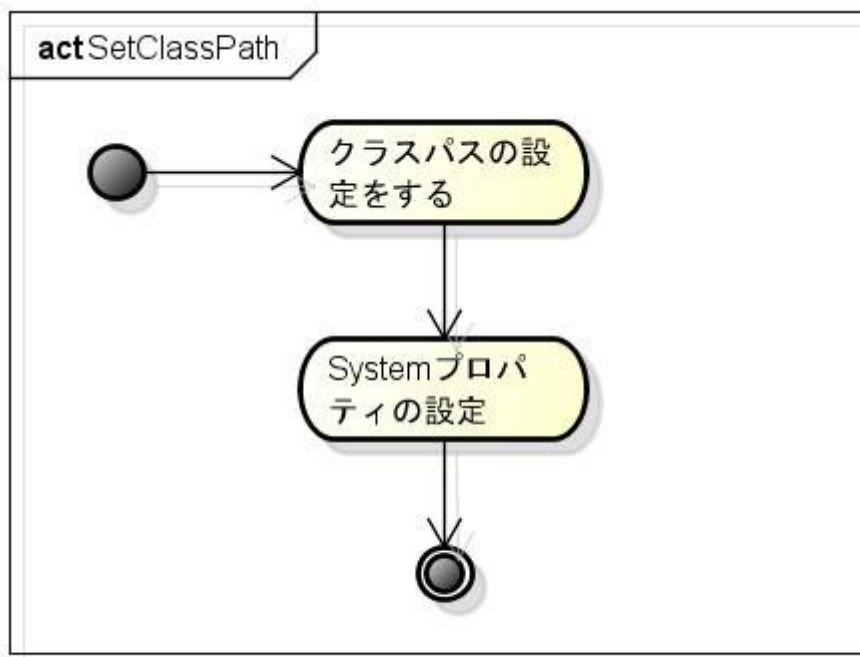 act SetClassPath
クラスパスの設
定をする
Systemプロパ
ティの設定